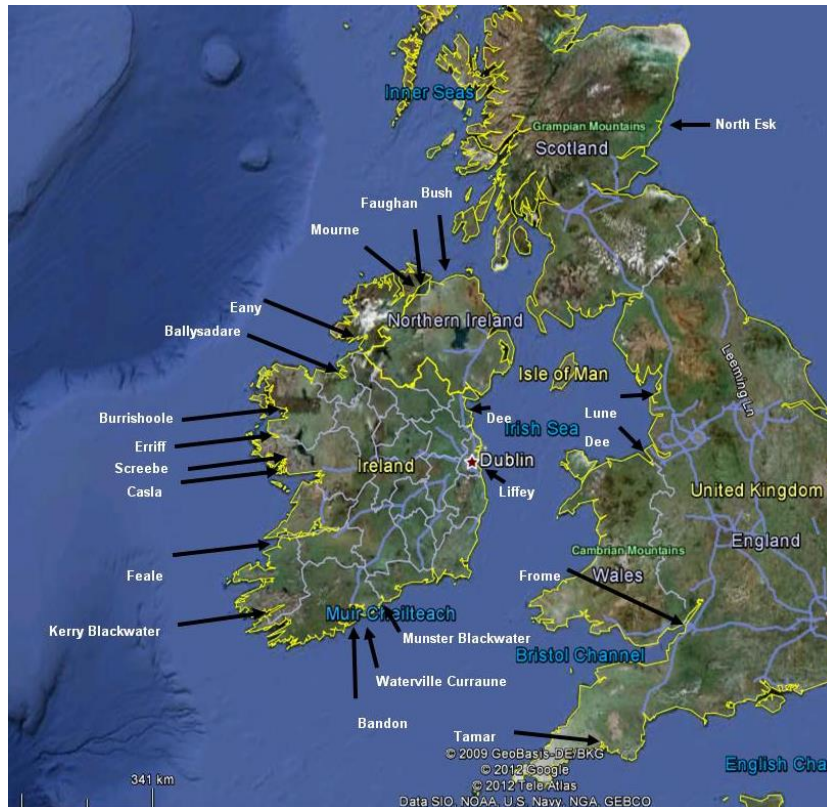 Inner Seas
Grampian Mountains
North Esk
Scotland
Bush
Faughan
Mourne
Eany
Northern Ireland
Ballysadare
Leeming Ln
Isle of Man
Burrishoole
Dee
Lune
Irish Sea
Erriff
Dee
Screebe
Ireland
Dublin
Casla
Liffey
United Kingdom
England
Cambrian Mountains
Feale
Frome
Wales
Muir Cheilteach
Kerry Blackwater
Munster Blackwater
Bristol Channel
Waterville Curraune
Bandon
Tamar
© 2009 GeoBasis-DE/BKG
English Cha
© 2012 Google
341 km
© 2012 Tele Atlas
Data SIO, NOAA, U.S. Navy, NGA, GEBCO